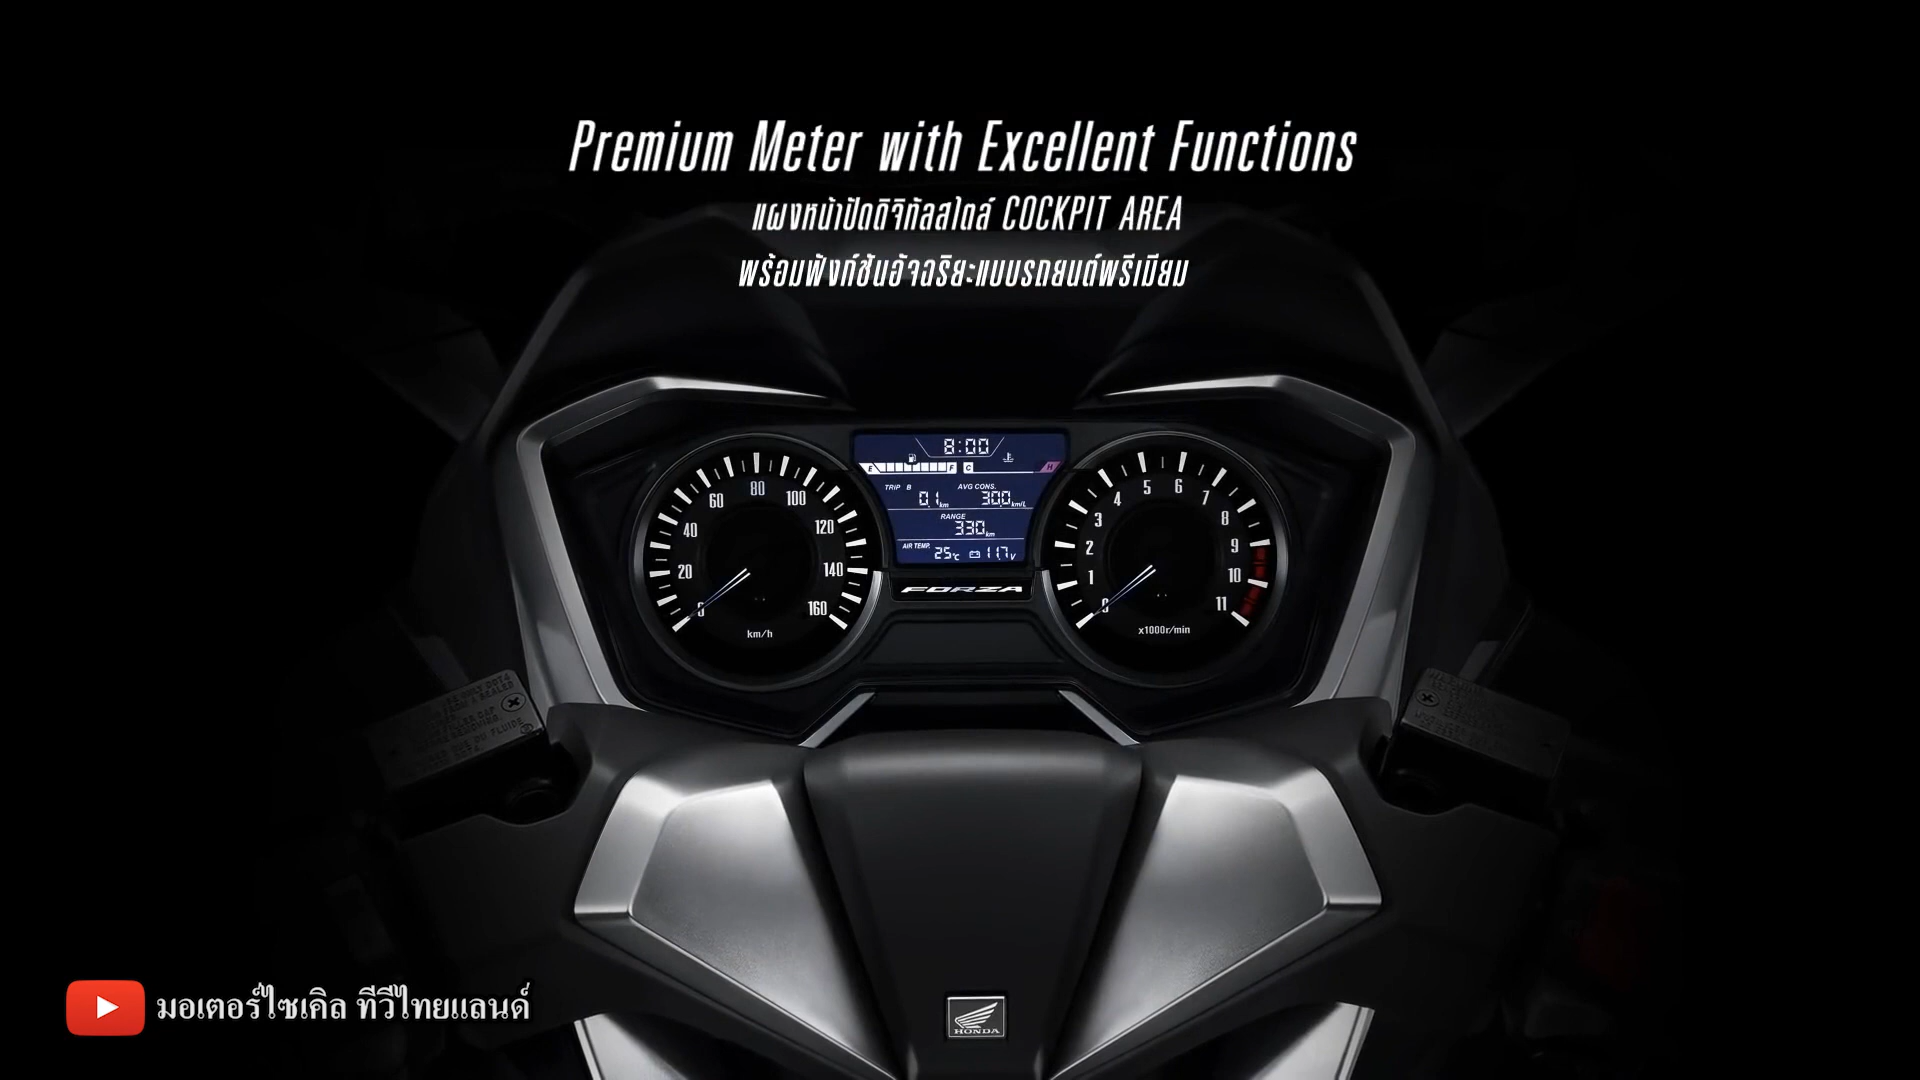 Premium Meter with Excellent Functions
แผงหน้าปัดดิจิทัลสไตล์ COCKPIT AREA
พร้อมฟังก์ชันอัจฉริยะแบบรถยนต์พรีเมียม
8:00
E F C H
TRIP B AVG CONS.
0.1 km 30.0 km/L
RANGE
330 km
AIR TEMP. 25 °C 11.7 V
FORZA
0 20 40 60 80 100 120 140 160
km/h
0 1 2 3 4 5 6 7 8 9 10 11
x1000r/min
มอเตอร์ไซเคิล ทีวีไทยแลนด์
HONDA